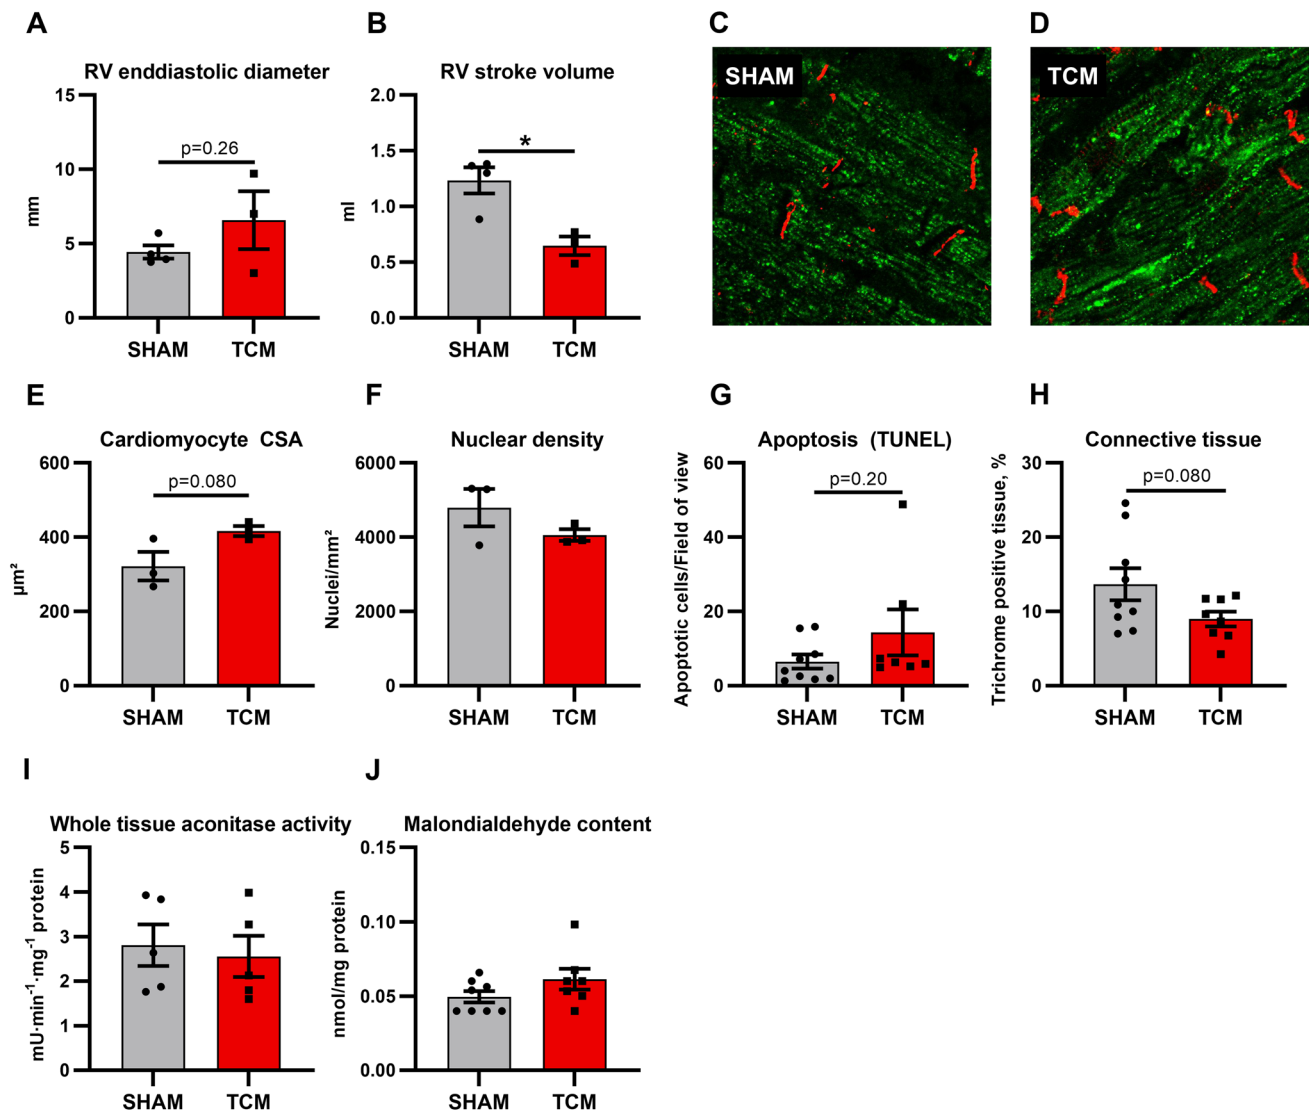 A
RV enddiastolic diameter
15
10
5
0
mm
p=0.26
SHAM
TCM
B
RV stroke volume
2.0
1.5
1.0
0.5
0.0
ml
*
SHAM
TCM
C
SHAM
D
TCM
E
Cardiomyocyte CSA
600
400
200
0
µm²
p=0.080
SHAM
TCM
F
Nuclear density
6000
4000
2000
0
Nuclei/mm²
SHAM
TCM
G
Apoptosis (TUNEL)
60
40
20
0
Apoptotic cells/Field of view
p=0.20
SHAM
TCM
H
Connective tissue
30
20
10
0
Trichrome positive tissue, %
p=0.080
SHAM
TCM
I
Whole tissue aconitase activity
5
4
3
2
1
0
mU·min⁻¹·mg⁻¹ protein
SHAM
TCM
J
Malondialdehyde content
0.15
0.10
0.05
0.00
nmol/mg protein
SHAM
TCM